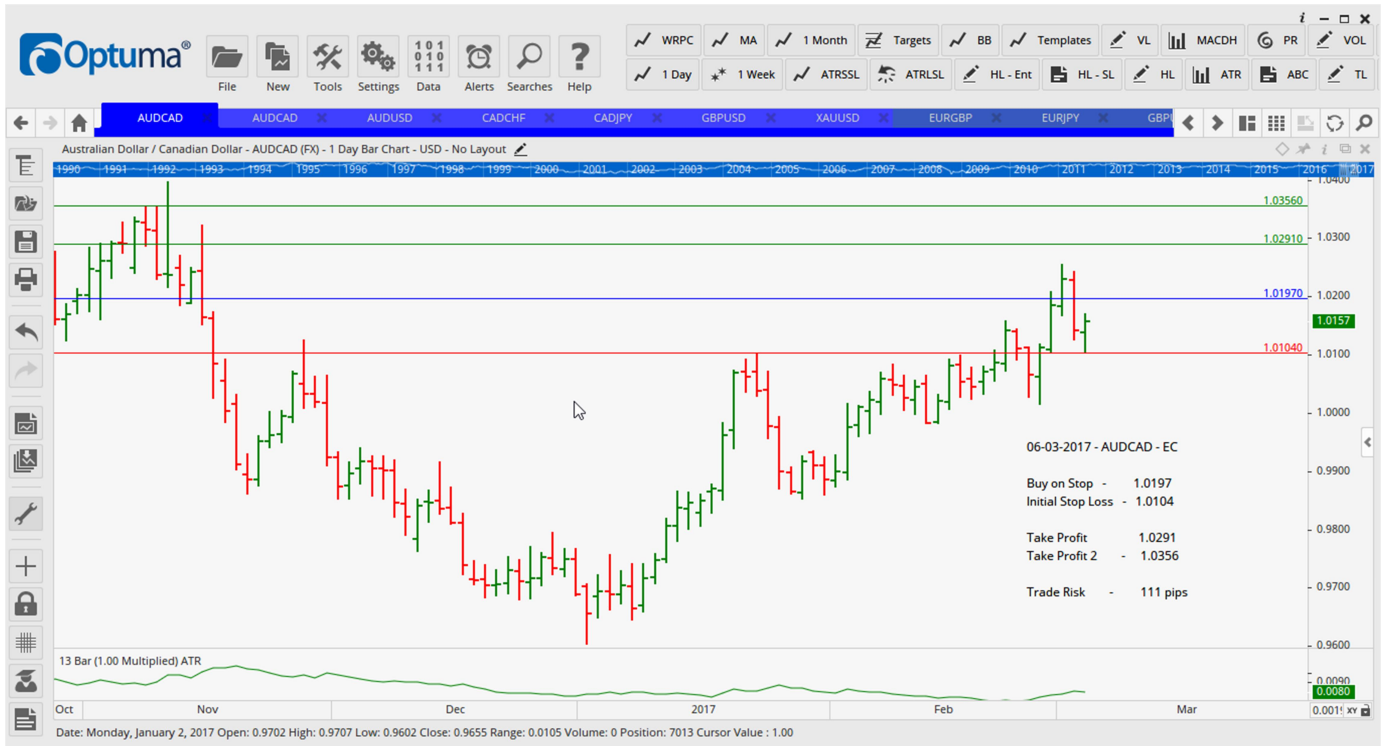 i
Optuma®
WRPC MA 1 Month Targets BB Templates VL MACDH PR VOL
1 Day 1 Week ATRSSL ATRLSL HL - Ent HL - SL HL ATR ABC TL
File New Tools Settings Data Alerts Searches Help
AUDCAD AUDCAD AUDUSD CADCHF CADJPY GBPUSD XAUUSD EURGBP EURJPY
Australian Dollar / Canadian Dollar - AUDCAD (FX) - 1 Day Bar Chart - USD - No Layout
1990 1991 1992 1993 1994 1995 1996 1997 1998 1999 2000 2001 2002 2003 2004 2005 2006 2007 2008 2009 2010 2011 2012 2013 2014 2015 2016 2017
1.0400
1.03560
1.02910
1.0300
1.01970
1.0200
1.0157
1.01040
1.0100
1.0000
06-03-2017 - AUDCAD - EC
0.9900
Buy on Stop - 1.0197
Initial Stop Loss - 1.0104
0.9800
Take Profit 1.0291
Take Profit 2 - 1.0356
0.9700
Trade Risk - 111 pips
0.9600
13 Bar (1.00 Multiplied) ATR
0.0090
0.0080
Oct Nov Dec 2017 Feb Mar
XY
Date: Monday, January 2, 2017 Open: 0.9702 High: 0.9707 Low: 0.9602 Close: 0.9655 Range: 0.0105 Volume: 0 Position: 7013 Cursor Value : 1.00